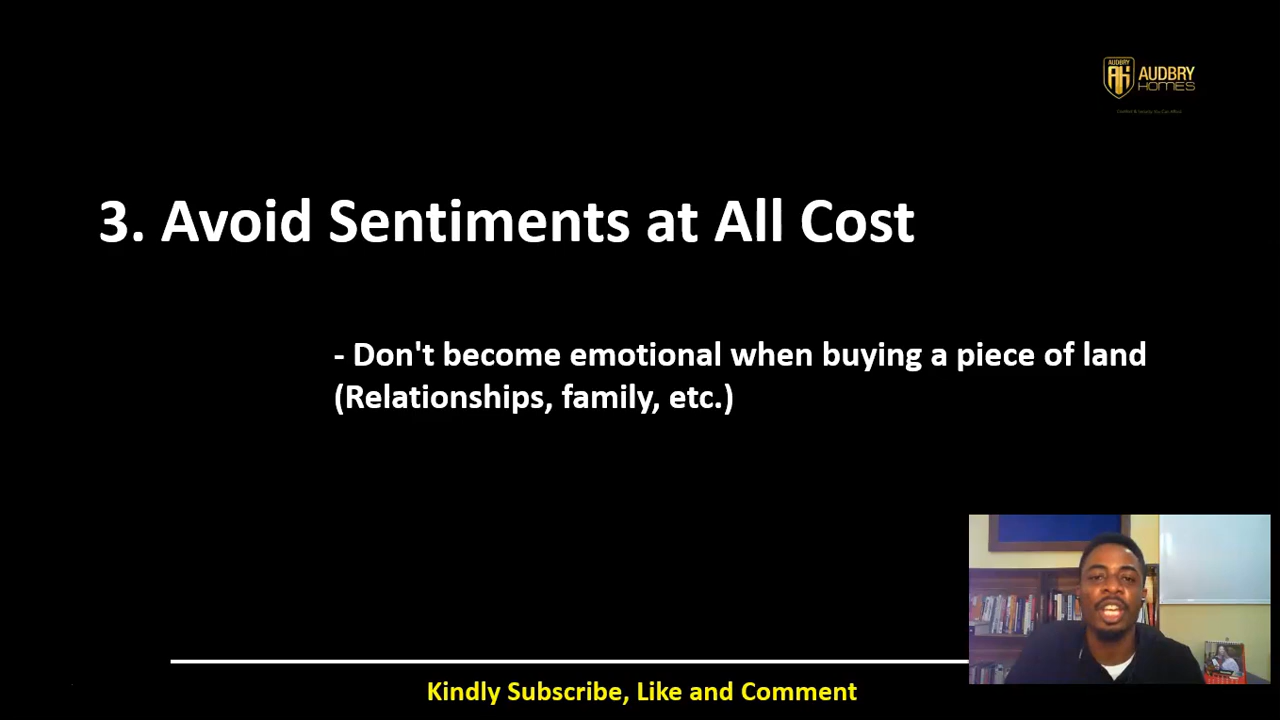 AUDBRY
AUDBRY
HOMES
3. Avoid Sentiments at All Cost
- Don't become emotional when buying a piece of land
(Relationships, family, etc.)
Kindly Subscribe, Like and Comment